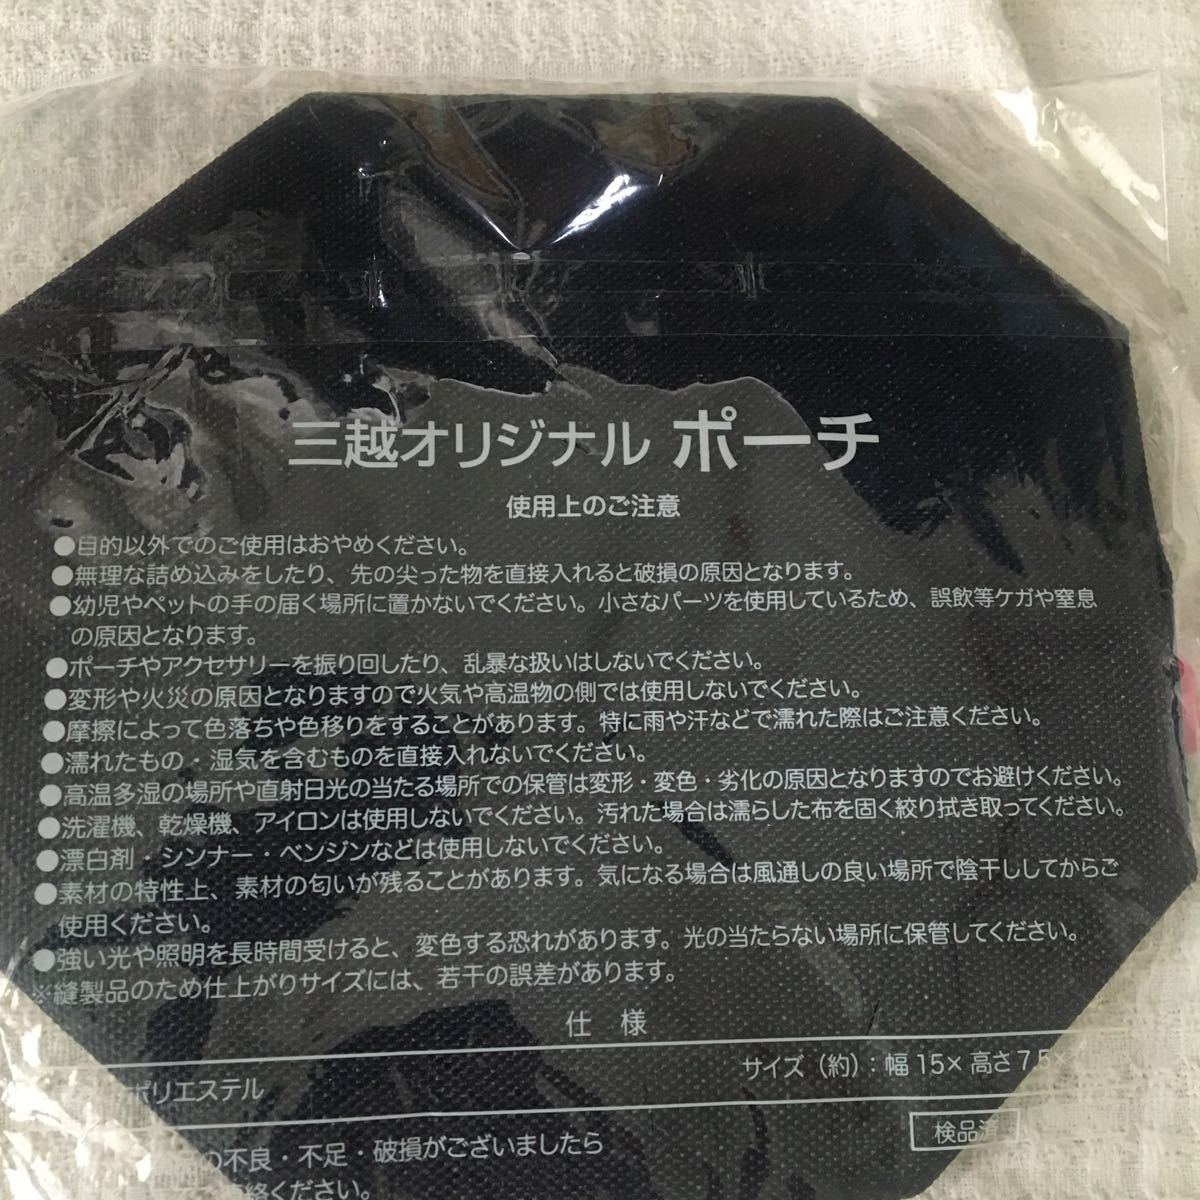 三越オリジナル ポーチ
使用上のご注意
●目的以外でのご使用はおやめください。
●無理な詰め込みをしたり、先の尖った物を直接入れると破損の原因となります。
●幼児やペットの手の届く場所に置かないでください。小さなパーツを使用しているため、誤飲等ケガや窒息
の原因となります。
●ポーチやアクセサリーを振り回したり、乱暴な扱いはしないでください。
●変形や火災の原因となりますので火気や高温物の側では使用しないでください。
●摩擦によって色落ちや色移りをすることがあります。特に雨や汗などで濡れた際はご注意ください。
●濡れたもの・湿気を含むものを直接入れないでください。
●高温多湿の場所や直射日光の当たる場所での保管は変形・変色・劣化の原因となりますのでお避けください。
●洗濯機、乾燥機、アイロンは使用しないでください。汚れた場合は濡らした布を固く絞り拭き取ってください。
●漂白剤・シンナー・ベンジンなどは使用しないでください。
●素材の特性上、素材の匂いが残ることがあります。気になる場合は風通しの良い場所で陰干ししてからご
使用ください。
●強い光や照明を長時間受けると、変色する恐れがあります。光の当たらない場所に保管してください。
※縫製品のため仕上がりサイズには、若干の誤差があります。
仕 様
ポリエステル
サイズ（約）：幅15×高さ7.5×
の不良・不足・破損がございましたら
絡ください。
検品済